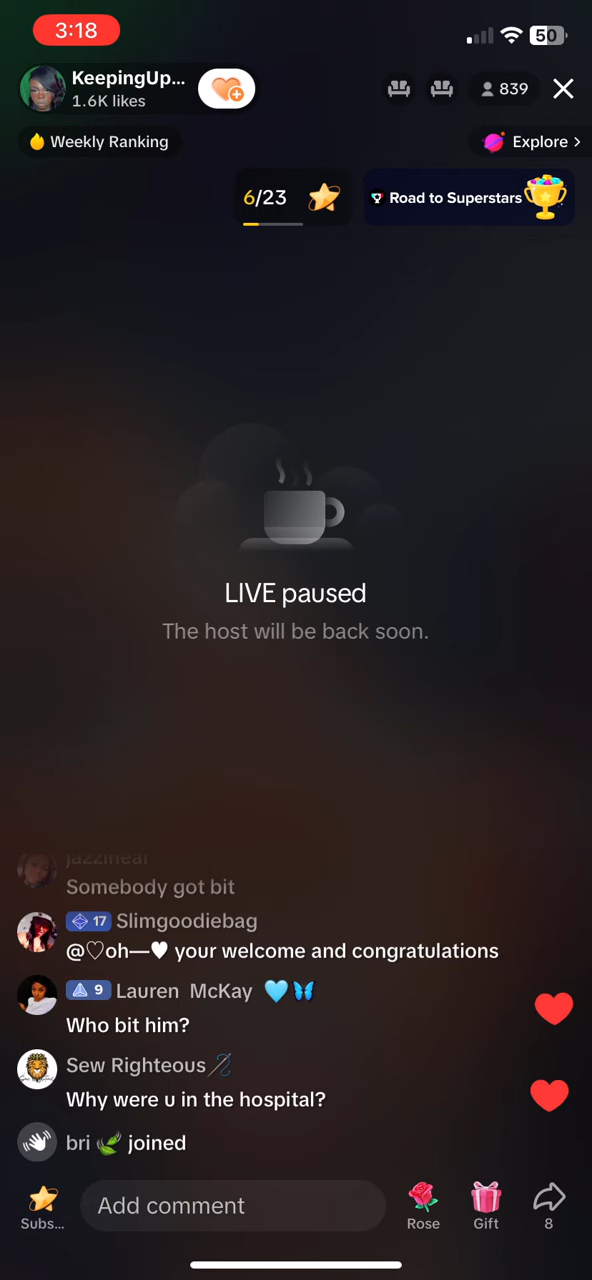 3:18
50
KeepingUp...
1.6K likes
839
Weekly Ranking
Explore >
6/23
Road to Superstars
LIVE paused
The host will be back soon.
jazzineal
Somebody got bit
17 Slimgoodiebag
@♡oh—♥ your welcome and congratulations
9 Lauren McKay 🩵🦋
Who bit him?
Sew Righteous🪡
Why were u in the hospital?
bri 🌿 joined
Subs...
Add comment
Rose
Gift
8